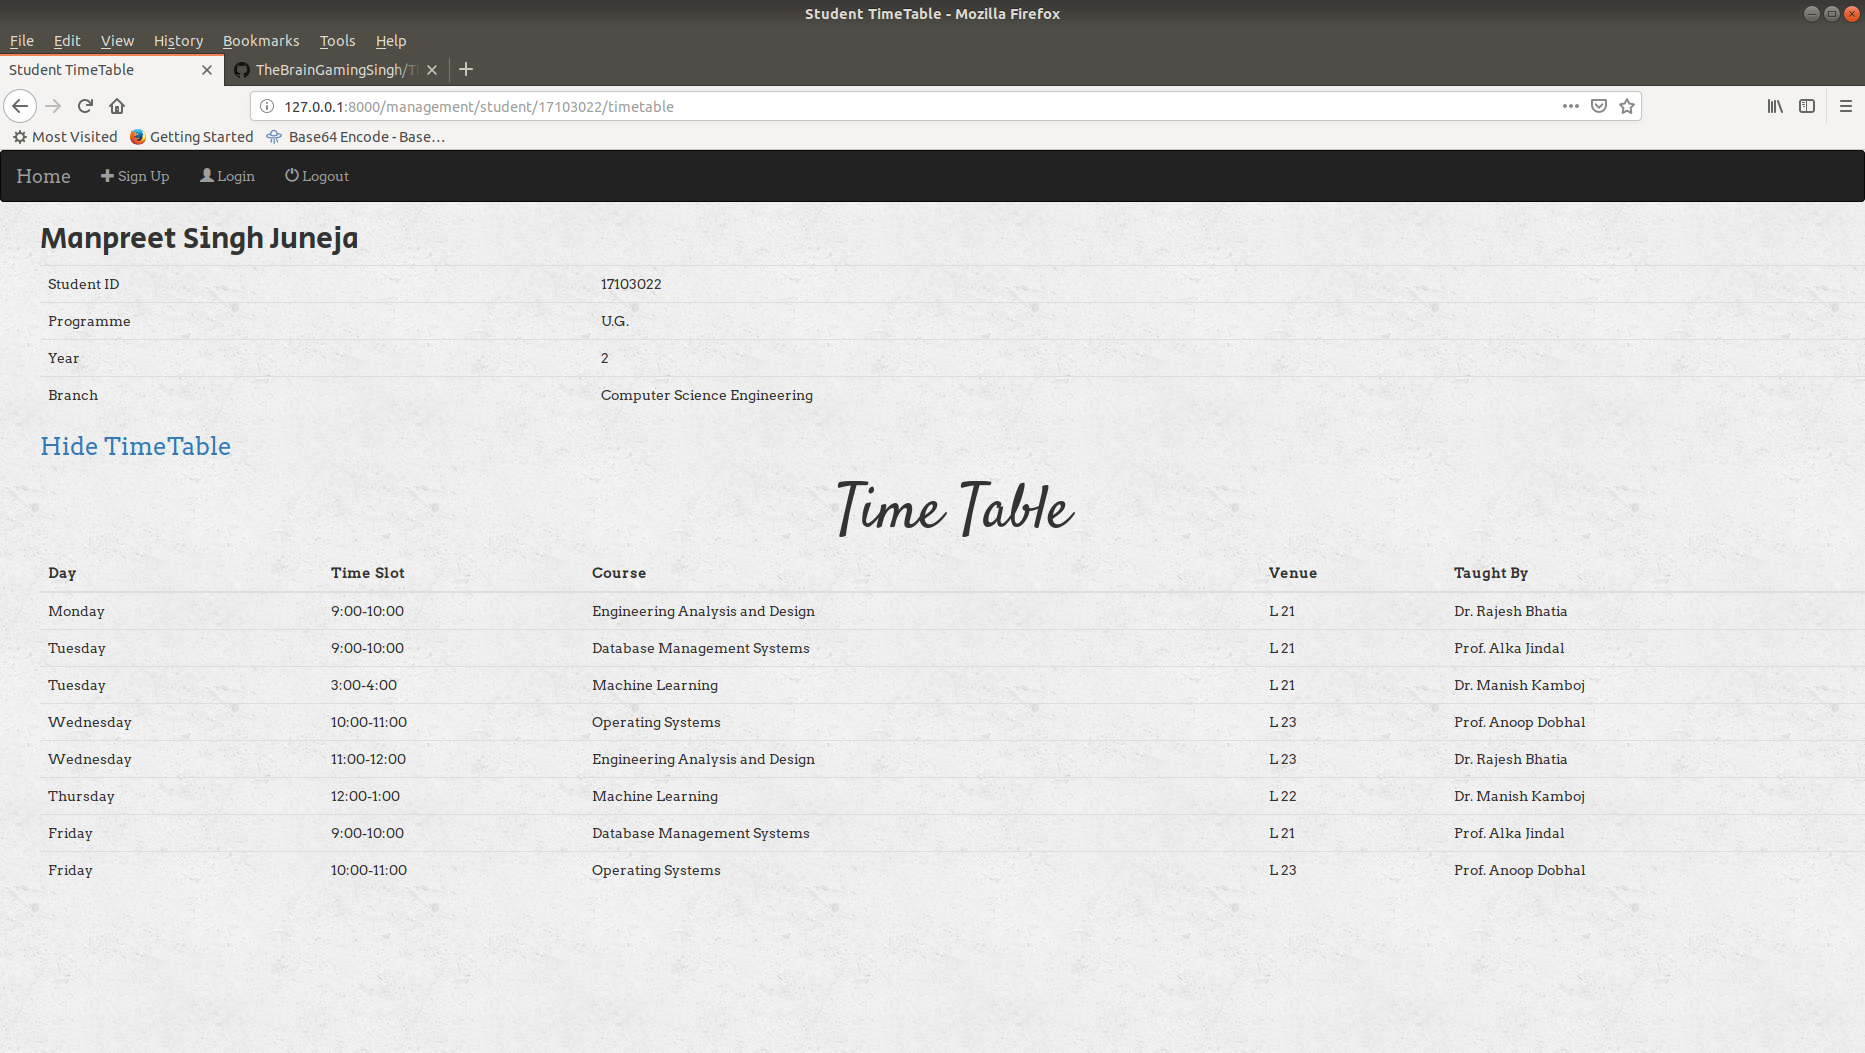 Student TimeTable - Mozilla Firefox
File Edit View History Bookmarks Tools Help
Student TimeTable TheBrainGamingSingh/Ti
127.0.0.1:8000/management/student/17103022/timetable
Most Visited Getting Started Base64 Encode - Base...
Home Sign Up Login Logout
Manpreet Singh Juneja
Student ID 17103022
Programme U.G.
Year 2
Branch Computer Science Engineering
Hide TimeTable
Time Table
Day Time Slot Course Venue Taught By
Monday 9:00-10:00 Engineering Analysis and Design L 21 Dr. Rajesh Bhatia
Tuesday 9:00-10:00 Database Management Systems L 21 Prof. Alka Jindal
Tuesday 3:00-4:00 Machine Learning L 21 Dr. Manish Kamboj
Wednesday 10:00-11:00 Operating Systems L 23 Prof. Anoop Dobhal
Wednesday 11:00-12:00 Engineering Analysis and Design L 23 Dr. Rajesh Bhatia
Thursday 12:00-1:00 Machine Learning L 22 Dr. Manish Kamboj
Friday 9:00-10:00 Database Management Systems L 21 Prof. Alka Jindal
Friday 10:00-11:00 Operating Systems L 23 Prof. Anoop Dobhal